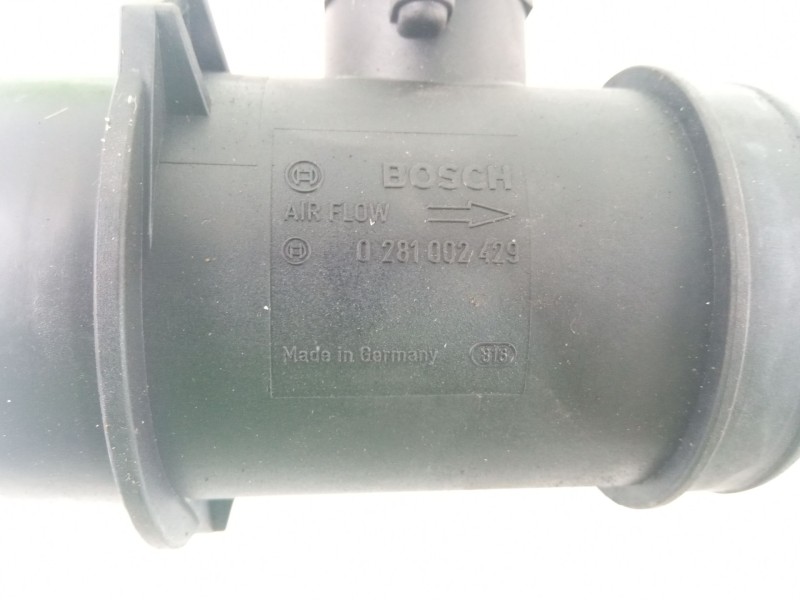 BOSCH
AIR FLOW
0 281 002 429
Made in Germany